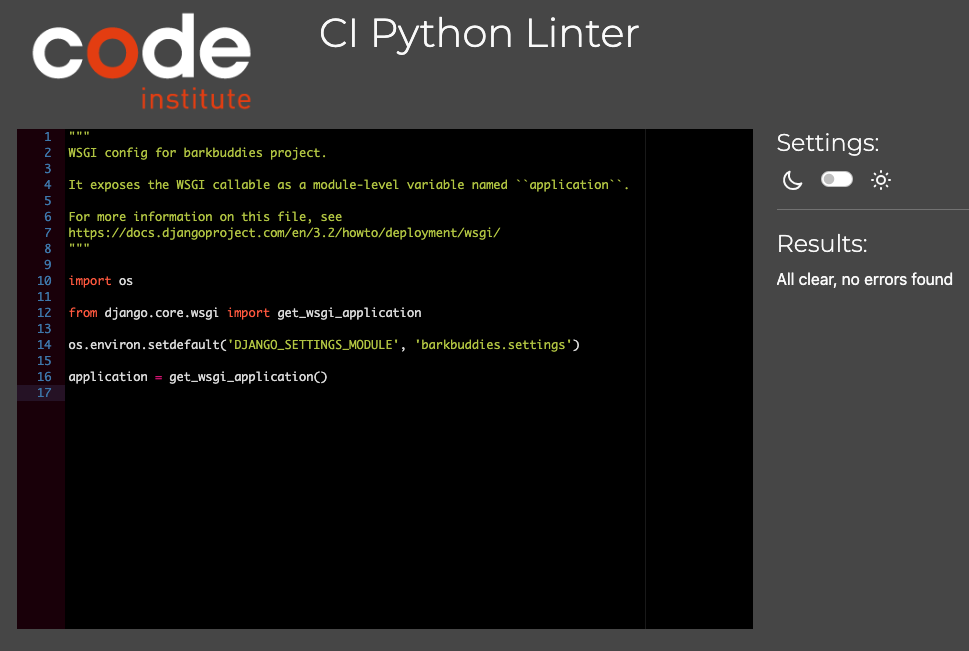 code
institute
CI Python Linter
1 """
2 WSGI config for barkbuddies project.
3
4 It exposes the WSGI callable as a module-level variable named ``application``.
5
6 For more information on this file, see
7 https://docs.djangoproject.com/en/3.2/howto/deployment/wsgi/
8 """
9
10 import os
11
12 from django.core.wsgi import get_wsgi_application
13
14 os.environ.setdefault('DJANGO_SETTINGS_MODULE', 'barkbuddies.settings')
15
16 application = get_wsgi_application()
17
Settings:
Results:
All clear, no errors found